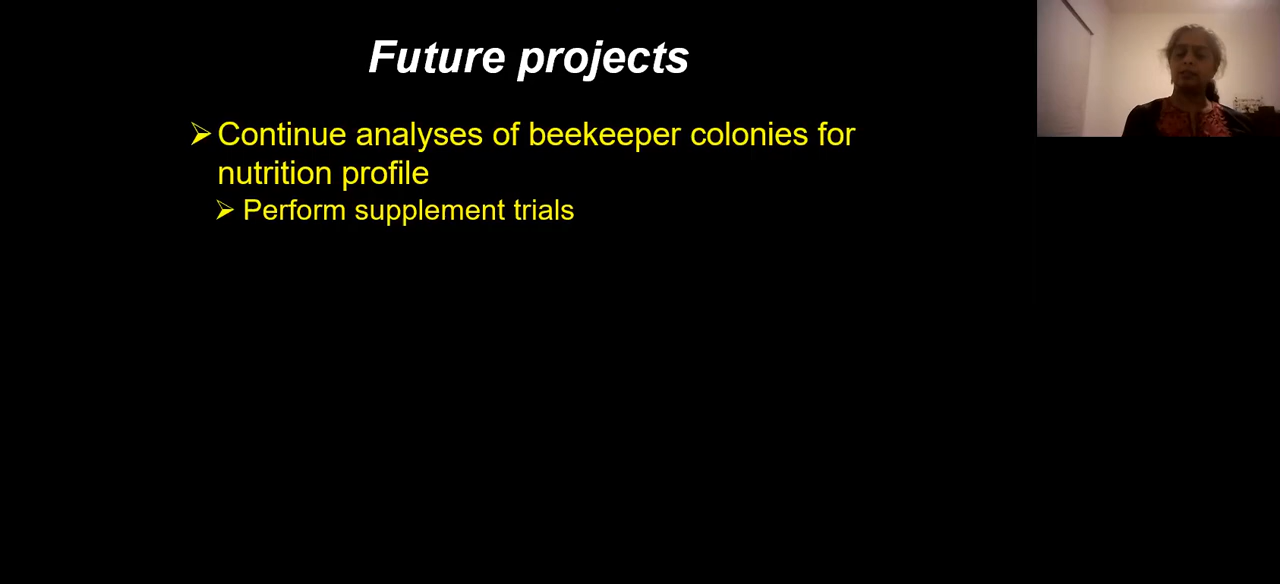 Future projects
➢ Continue analyses of beekeeper colonies for
nutrition profile
➢ Perform supplement trials